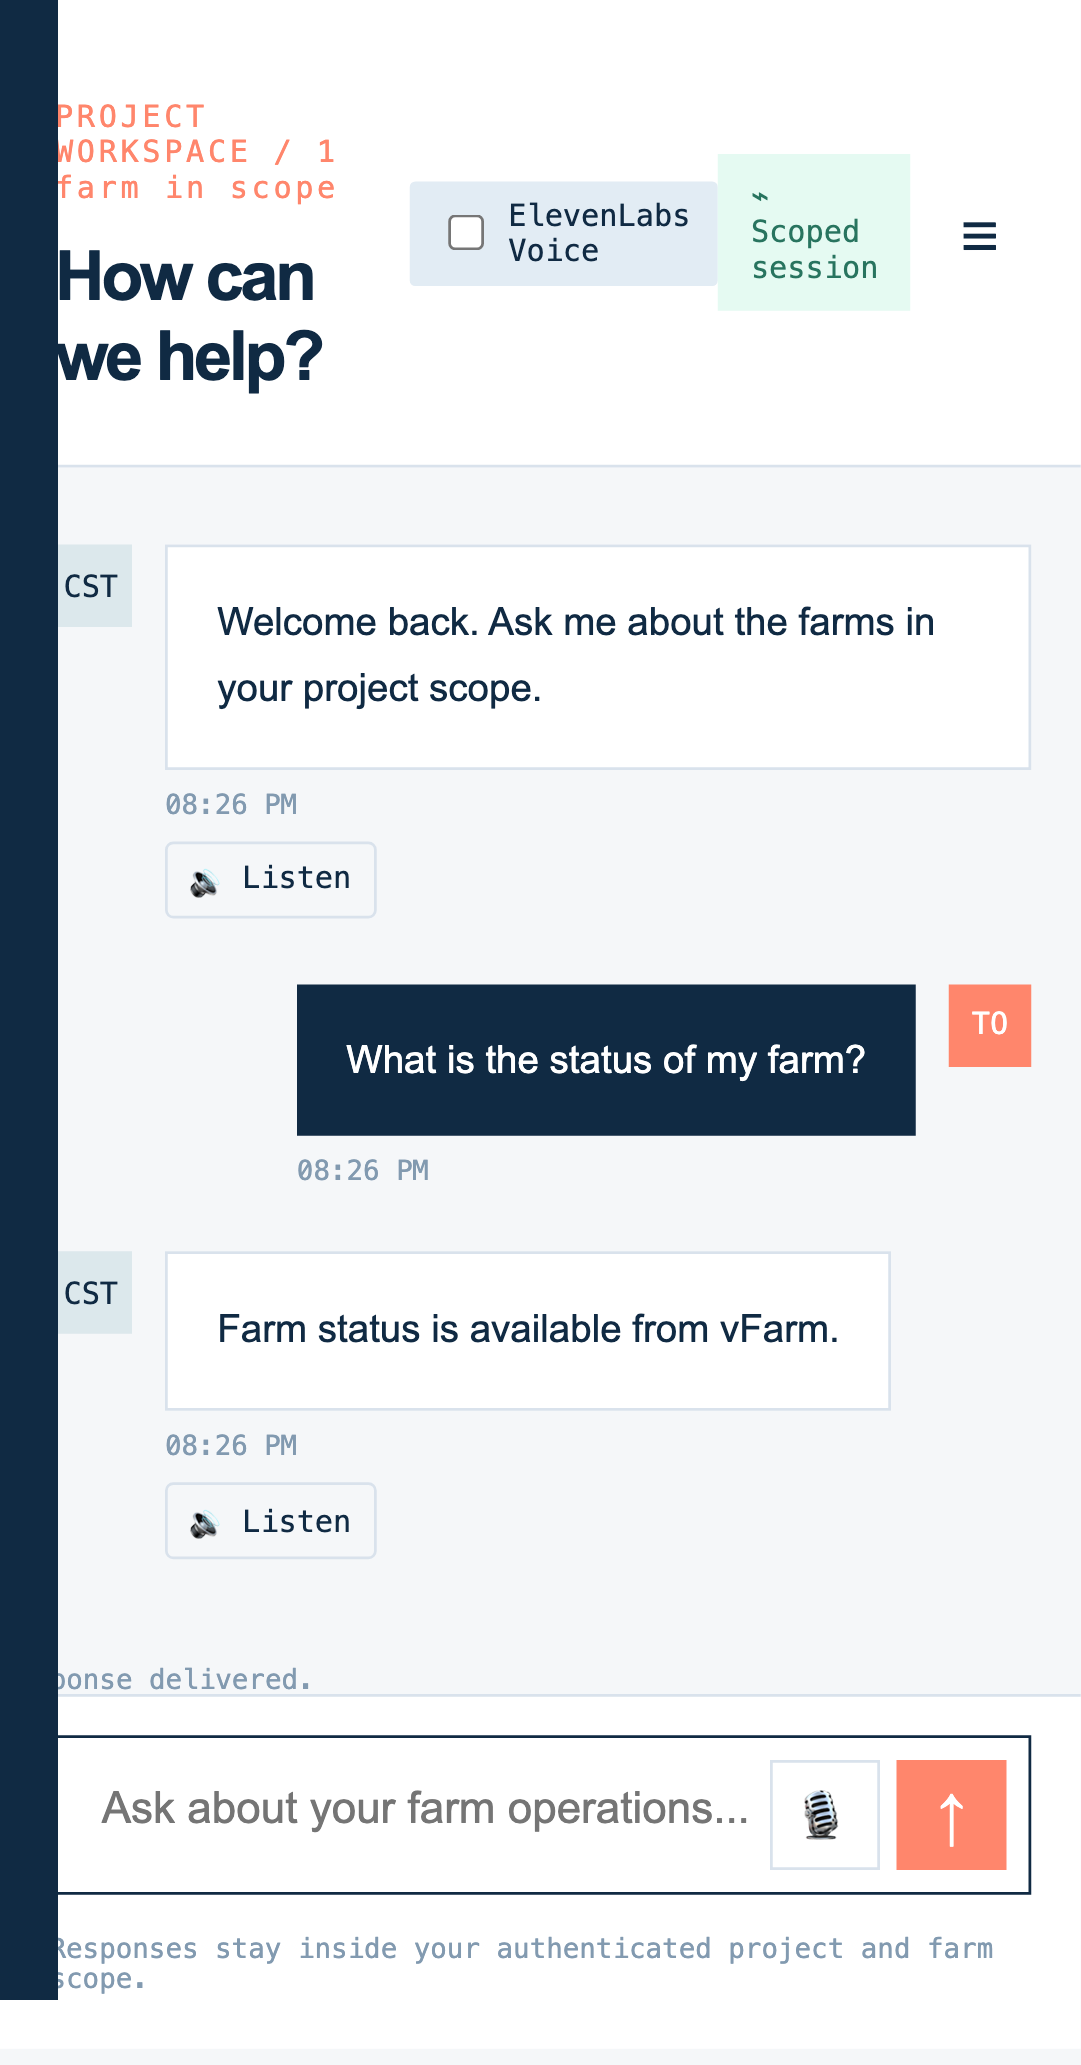 PROJECT
WORKSPACE / 1
farm in scope
How can
we help?
ElevenLabs
Voice
Scoped
session
CST
Welcome back. Ask me about the farms in
your project scope.
08:26 PM
Listen
What is the status of my farm?
TO
08:26 PM
CST
Farm status is available from vFarm.
08:26 PM
Listen
ponse delivered.
Ask about your farm operations...
Responses stay inside your authenticated project and farm
scope.